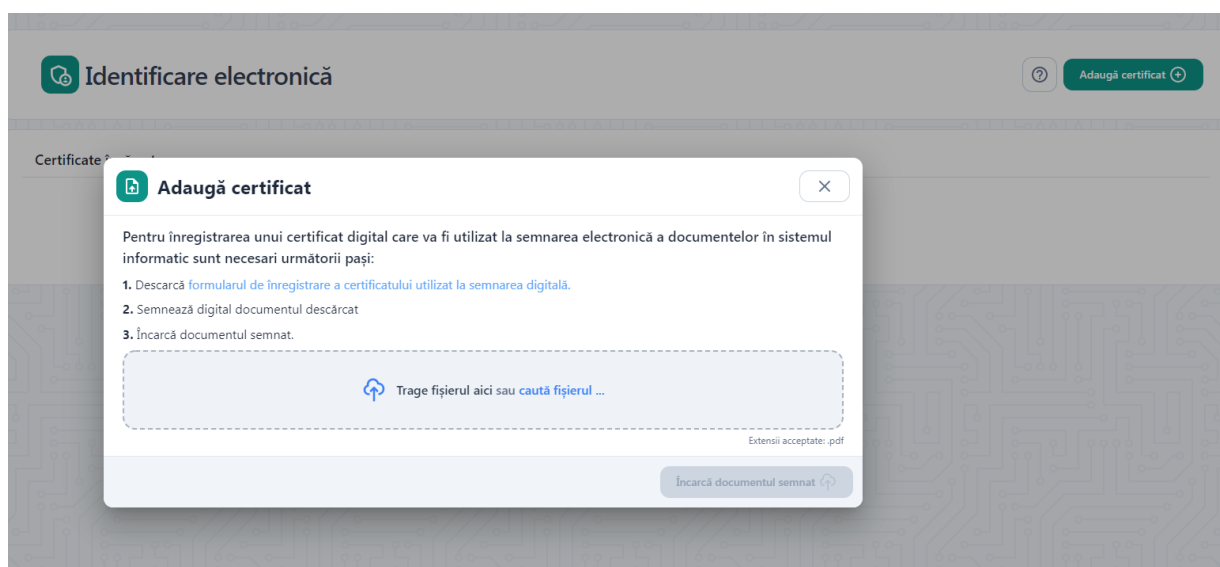 Identificare electronică
Adaugă certificat
Certificate
Adaugă certificat
Pentru înregistrarea unui certificat digital care va fi utilizat la semnarea electronică a documentelor în sistemul
informatic sunt necesari următorii pași:
1. Descarcă formularul de înregistrare a certificatului utilizat la semnarea digitală.
2. Semnează digital documentul descărcat
3. Încarcă documentul semnat.
Trage fișierul aici sau caută fișierul ...
Extensii acceptate: .pdf
Încarcă documentul semnat